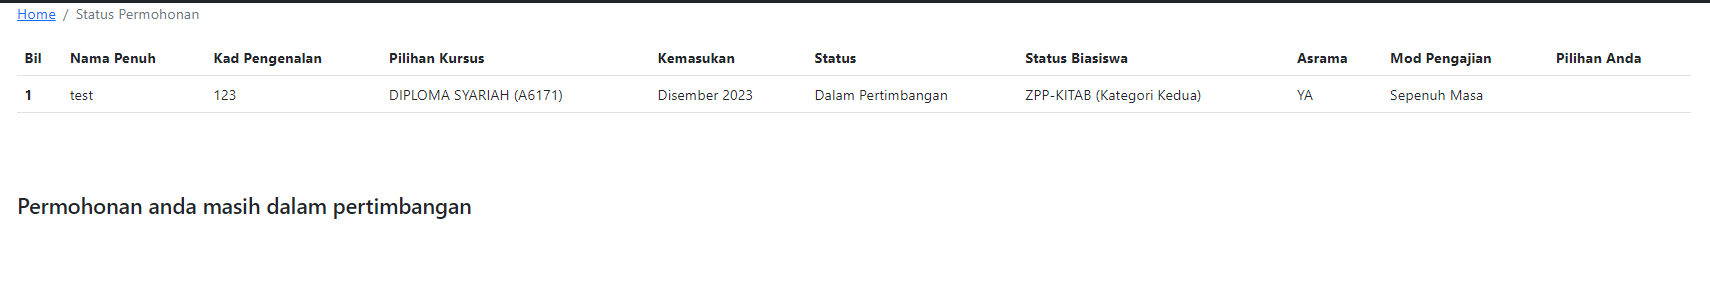 Home / Status Permohonan
Bil Nama Penuh Kad Pengenalan Pilihan Kursus Kemasukan Status Status Biasiswa Asrama Mod Pengajian Pilihan Anda
1 test 123 DIPLOMA SYARIAH (A6171) Disember 2023 Dalam Pertimbangan ZPP-KITAB (Kategori Kedua) YA Sepenuh Masa
Permohonan anda masih dalam pertimbangan